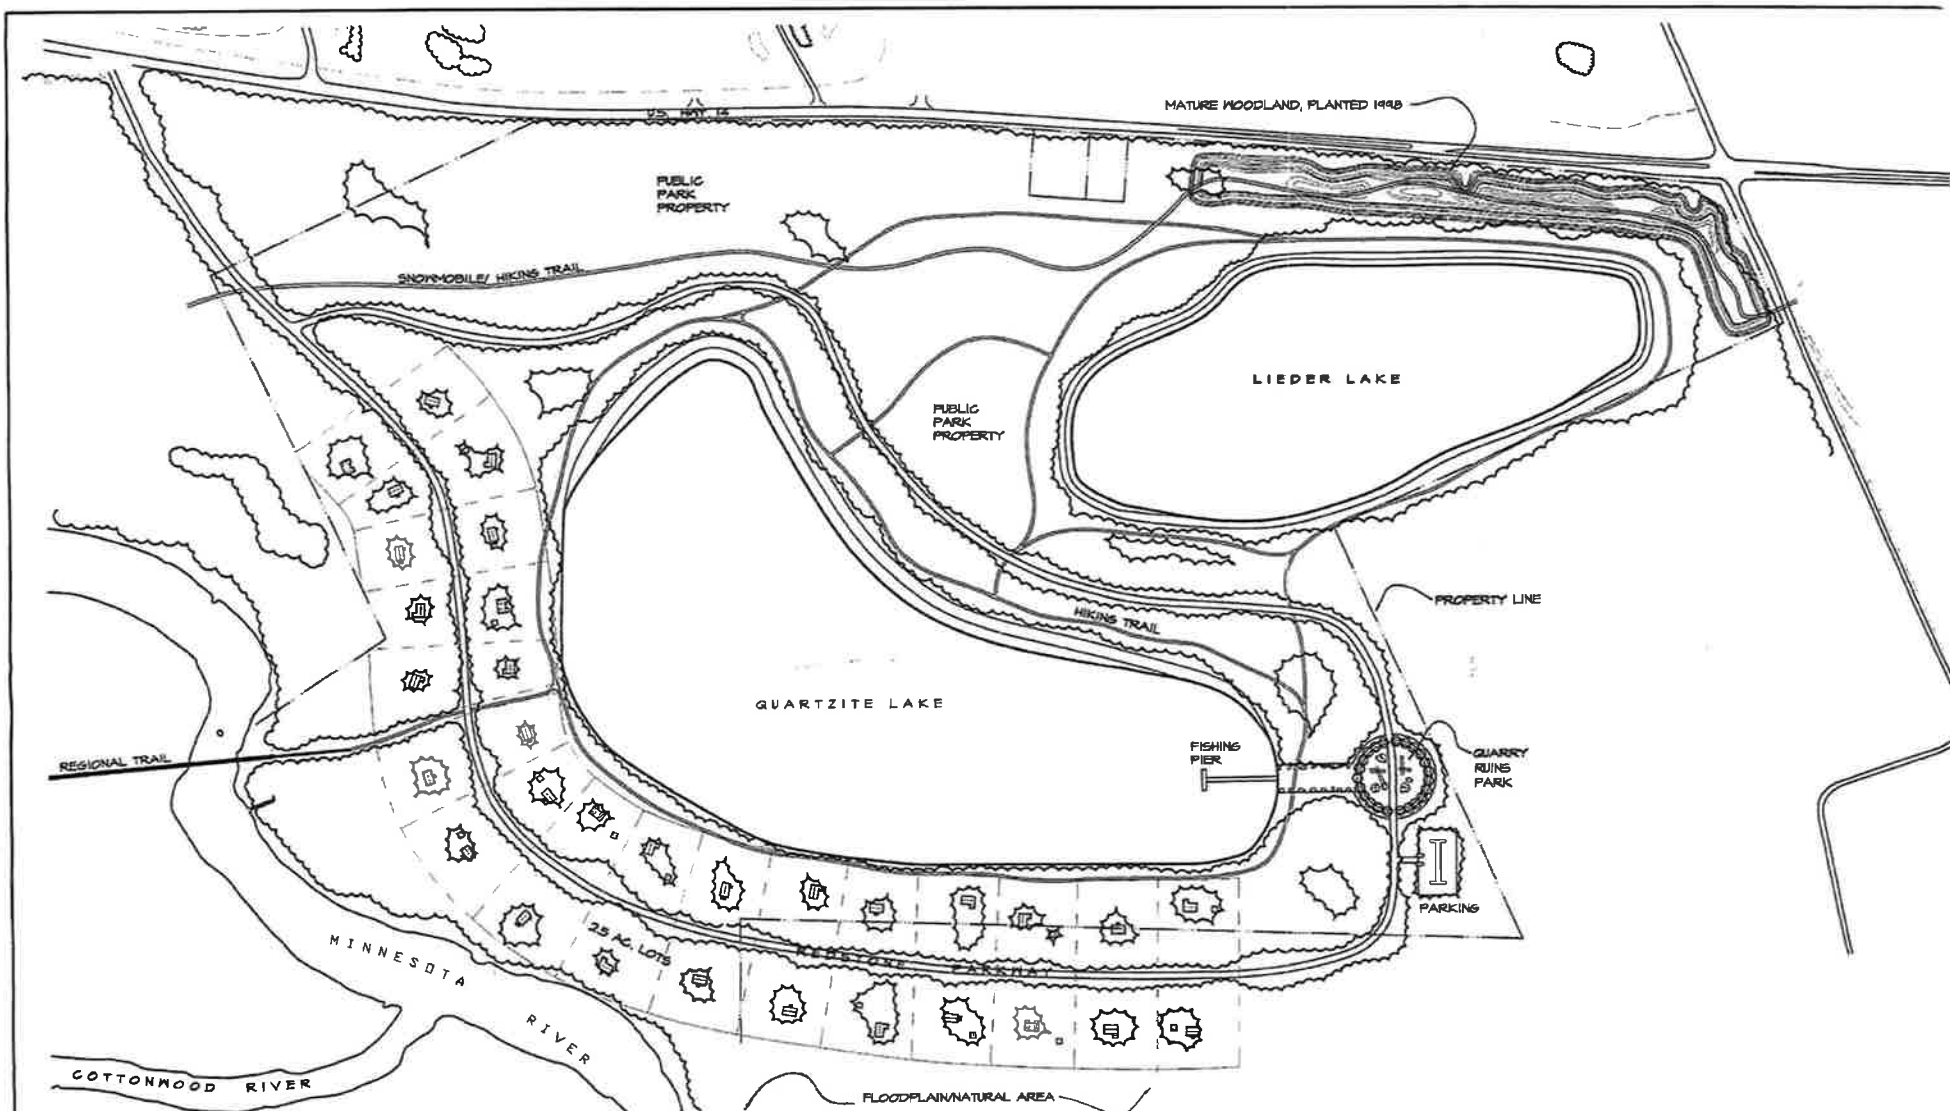 U.S. HWY 14
MATURE WOODLAND, PLANTED 1998
PUBLIC
PARK
PROPERTY
SNOWMOBILE/ HIKING TRAIL
LIEDER LAKE
PUBLIC
PARK
PROPERTY
PROPERTY LINE
HIKING TRAIL
QUARTZITE LAKE
FISHING
PIER
QUARRY
RUINS
PARK
REGIONAL TRAIL
PARKING
2.5 AC. LOTS
REDSTONE PARKWAY
MINNESOTA
RIVER
COTTONWOOD RIVER
FLOODPLAIN/NATURAL AREA